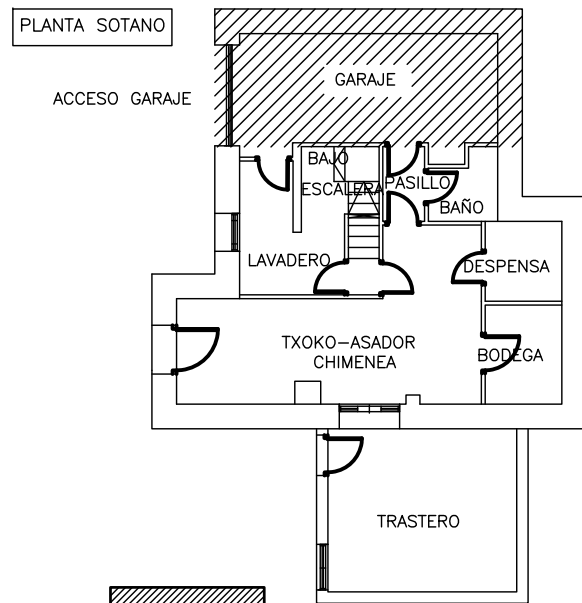 PLANTA SOTANO
GARAJE
ACCESO GARAJE
BAJO
ESCALERA
PASILLO
BAÑO
LAVADERO
DESPENSA
TXOKO-ASADOR
CHIMENEA
BODEGA
TRASTERO